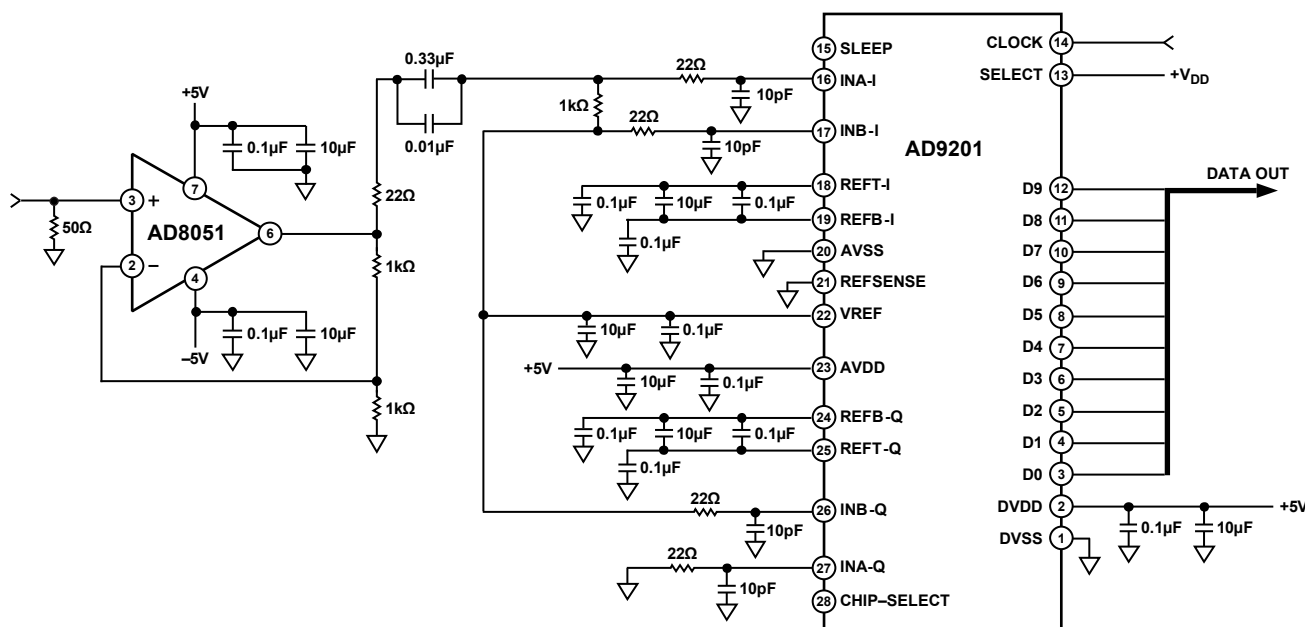 +5V
0.1µF
10µF
7
3
+
50Ω
AD8051
6
2
−
4
0.1µF
10µF
–5V
0.33µF
0.01µF
22Ω
1kΩ
1kΩ
1kΩ
22Ω
10pF
22Ω
10pF
0.1µF
10µF
0.1µF
0.1µF
10µF
0.1µF
+5V
10µF
0.1µF
0.1µF
10µF
0.1µF
0.1µF
22Ω
10pF
22Ω
10pF
AD9201
15 SLEEP
16 INA-I
17 INB-I
18 REFT-I
19 REFB-I
20 AVSS
21 REFSENSE
22 VREF
23 AVDD
24 REFB-Q
25 REFT-Q
26 INB-Q
27 INA-Q
28 CHIP–SELECT
CLOCK 14
SELECT 13
+VDD
DATA OUT
D9 12
D8 11
D7 10
D6 9
D5 8
D4 7
D3 6
D2 5
D1 4
D0 3
DVDD 2
+5V
0.1µF
10µF
DVSS 1